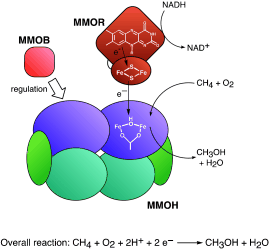 NADH
MMOR
NAD+
MMOB
e−
Fe S Fe
S
regulation
e−
CH4 + O2
H
O
Fe Fe
O O
CH3OH
+ H2O
MMOH
Overall reaction: CH4 + O2 + 2H+ + 2 e− → CH3OH + H2O